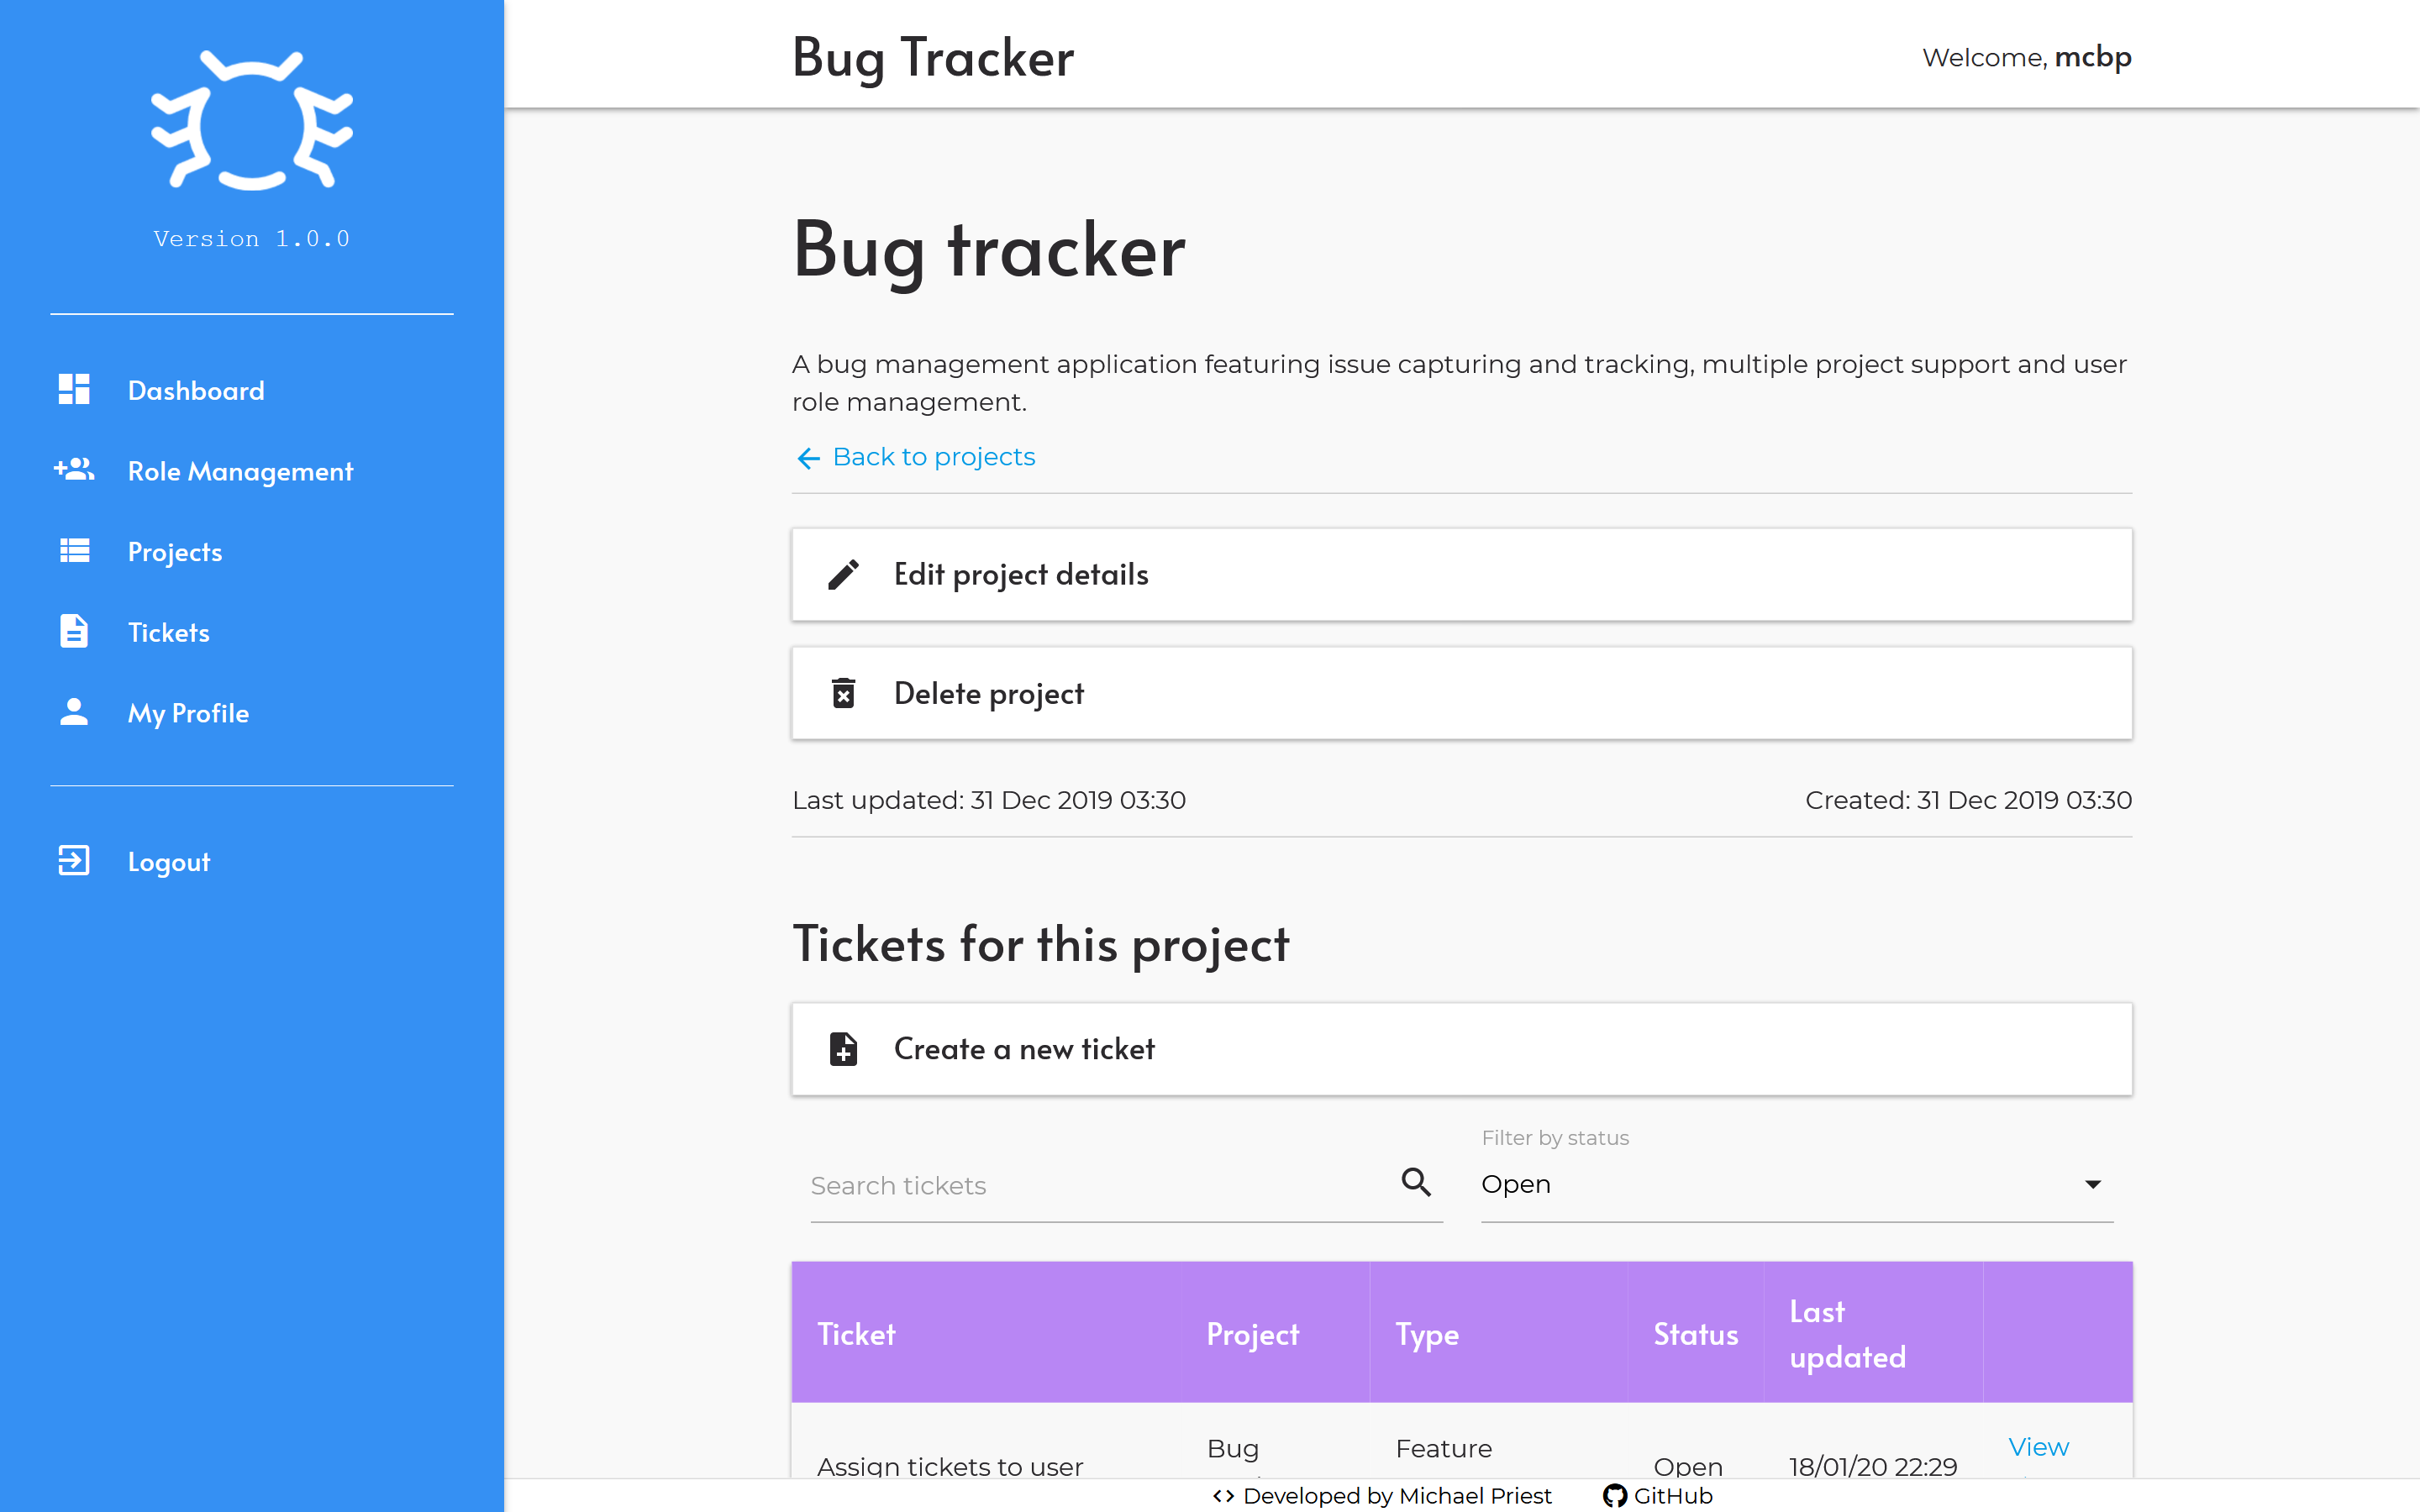 Version 1.0.0
Dashboard
Role Management
Projects
Tickets
My Profile
Logout
Bug Tracker
Welcome, mcbp
Bug tracker
A bug management application featuring issue capturing and tracking, multiple project support and user
role management.
Back to projects
Edit project details
Delete project
Last updated: 31 Dec 2019 03:30
Created: 31 Dec 2019 03:30
Tickets for this project
Create a new ticket
Filter by status
Search tickets
Open
Ticket
Project
Type
Status
Last
updated
Assign tickets to user
Bug
Feature
Open
18/01/20 22:29
View
<> Developed by Michael Priest
GitHub